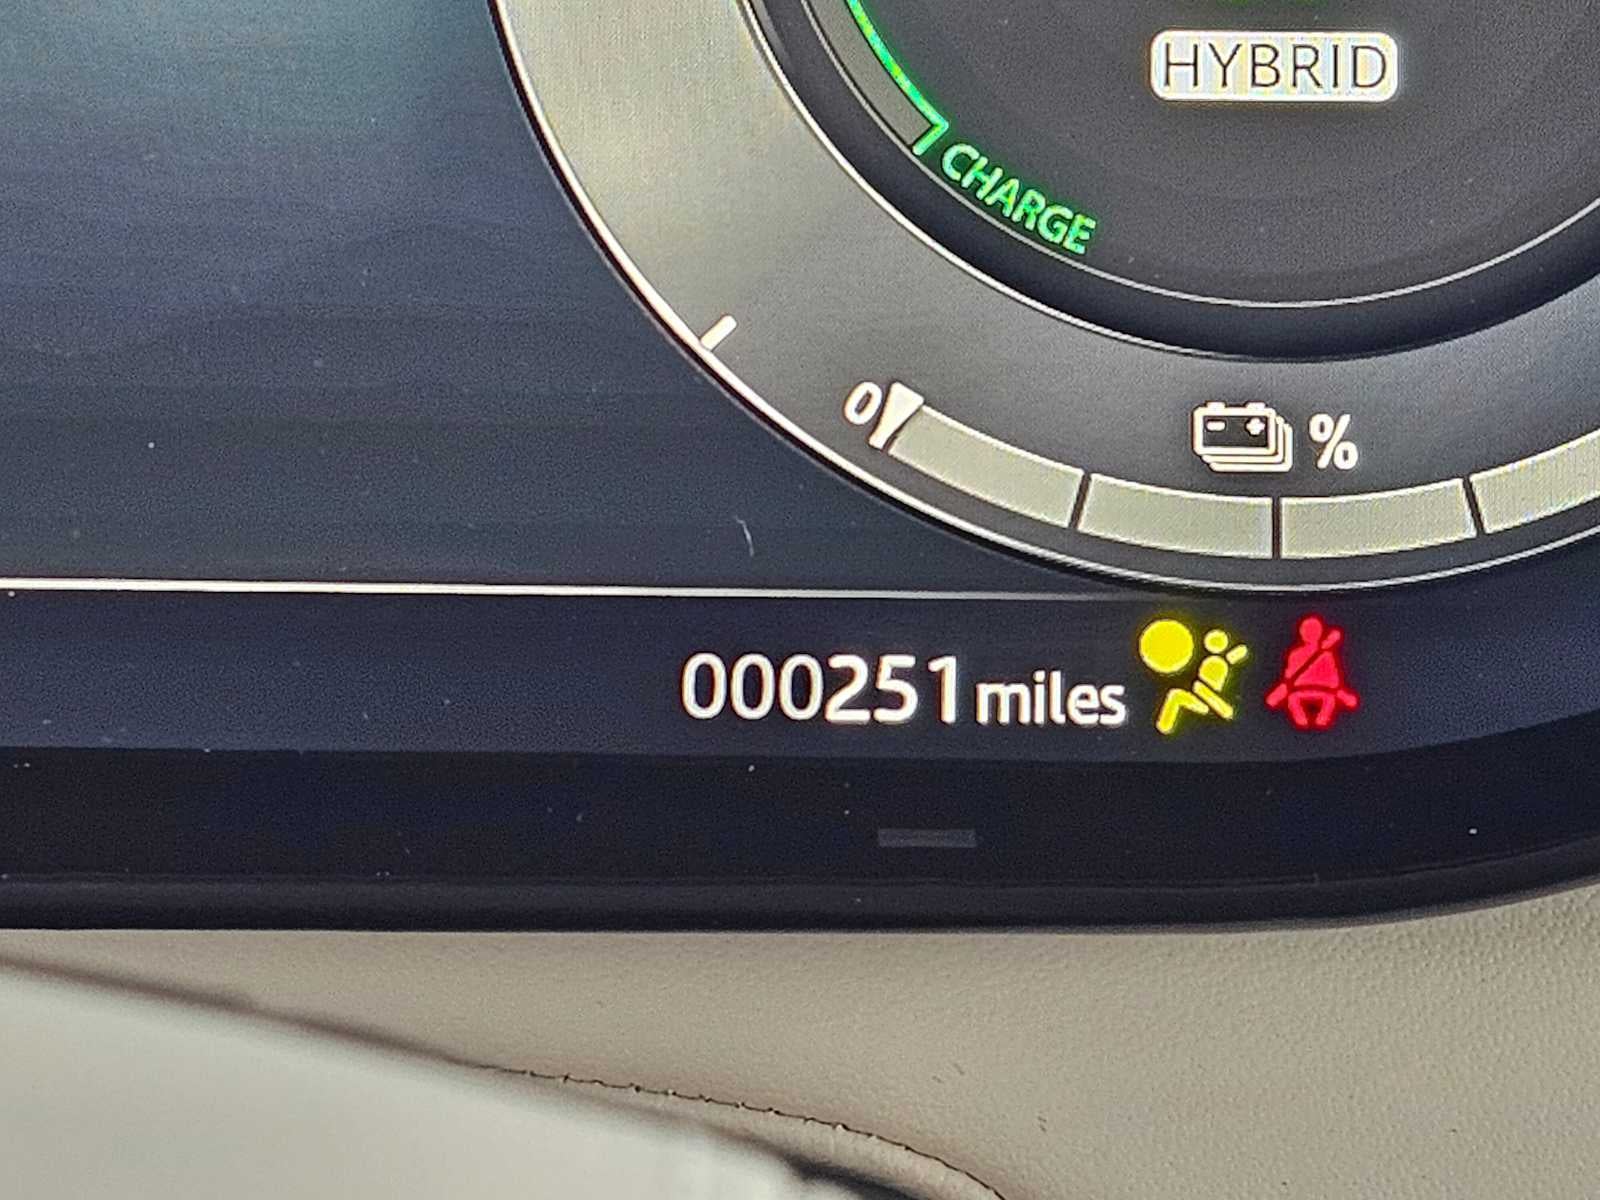 HYBRID
CHARGE
0
%
000251 miles